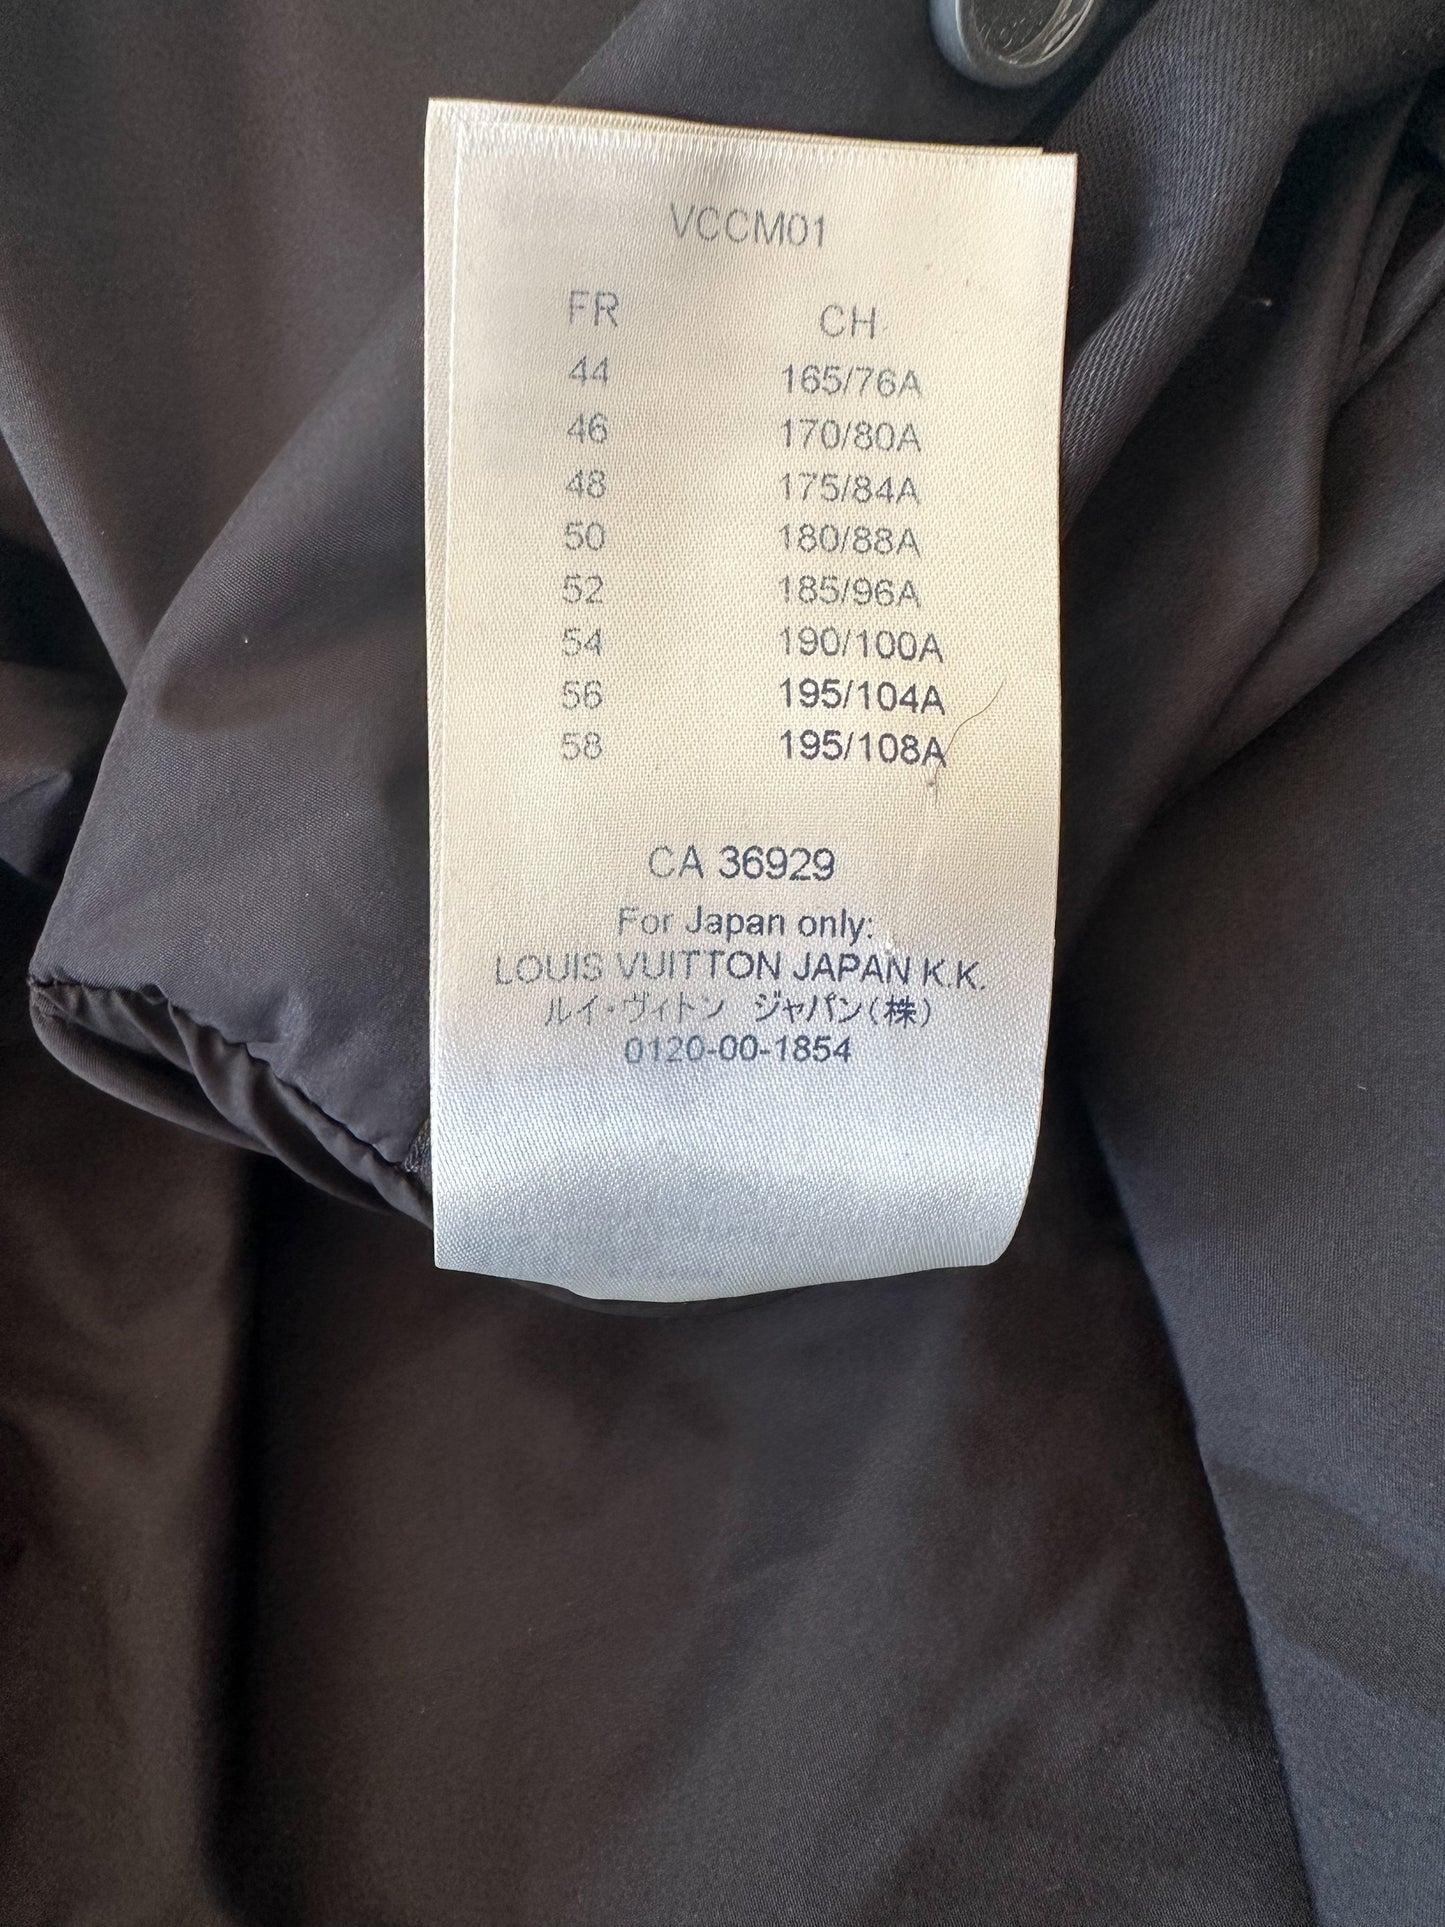 VCCM01
FR CH
44 165/76A
46 170/80A
48 175/84A
50 180/88A
52 185/96A
54 190/100A
56 195/104A
58 195/108A
CA 36929
For Japan only:
LOUIS VUITTON JAPAN K.K.
ルイ・ヴィトン ジャパン(株)
0120-00-1854